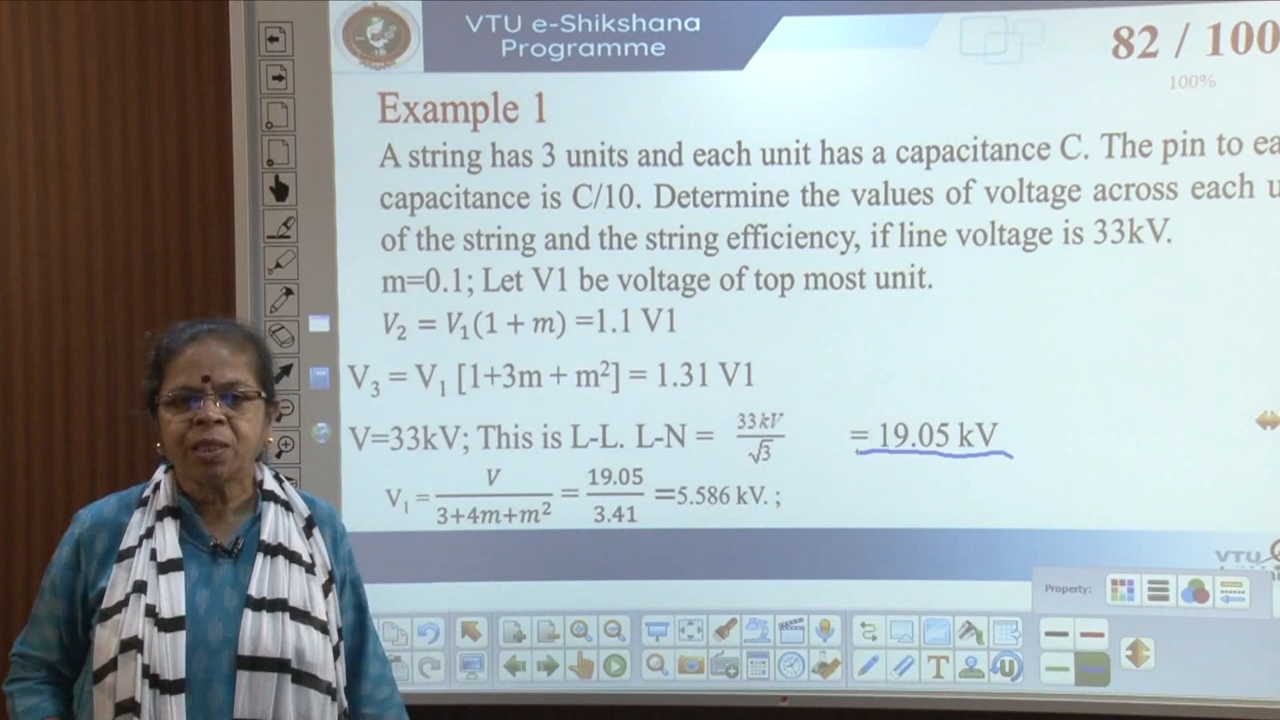 VTU e-Shikshana
Programme
82 / 100
100%
Example 1
A string has 3 units and each unit has a capacitance C. The pin to ea
capacitance is C/10. Determine the values of voltage across each u
of the string and the string efficiency, if line voltage is 33kV.
m=0.1; Let V1 be voltage of top most unit.
V₂ = V₁(1 + m) =1.1 V1
V₃ = V₁ [1+3m + m²] = 1.31 V1
V=33kV; This is L-L. L-N = 33kV/√3 = 19.05 kV
V₁ = V/3+4m+m² = 19.05/3.41 =5.586 kV. ;
VTU
Property: